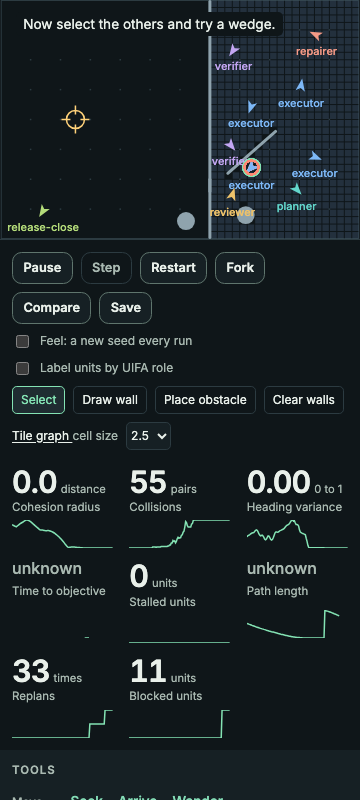 Now select the others and try a wedge.
repairer
verifier
executor
executor
verifier
executor
executor
reviewer
planner
release-close
Pause Step Restart Fork
Compare Save
Feel: a new seed every run
Label units by UIFA role
Select Draw wall Place obstacle Clear walls
Tile graph cell size 2.5
0.0 distance 55 pairs 0.00 0 to 1
Cohesion radius Collisions Heading variance
unknown 0 units unknown
Time to objective Stalled units Path length
33 times 11 units
Replans Blocked units
TOOLS
Move Seek Arrive Wander